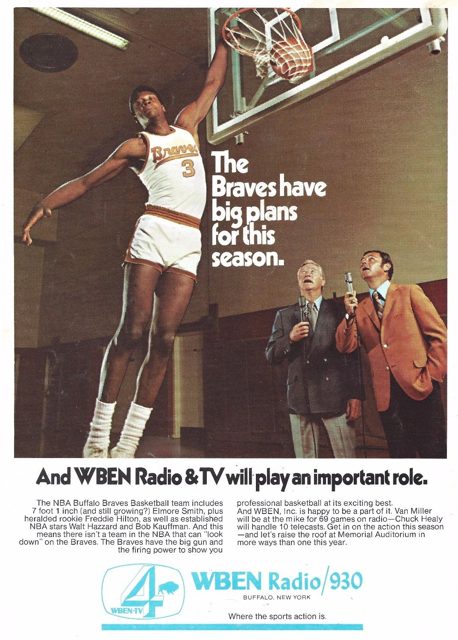 Braves
3
The
Braves have
big plans
for this
season.
And WBEN Radio & TV will play an important role.
The NBA Buffalo Braves Basketball team includes
7 foot 1 inch (and still growing?) Elmore Smith, plus
heralded rookie Freddie Hilton, as well as established
NBA stars Walt Hazzard and Bob Kauffman. And this
means there isn't a team in the NBA that can "look
down" on the Braves. The Braves have the big gun and
the firing power to show you
professional basketball at its exciting best.
And WBEN, Inc. is happy to be a part of it. Van Miller
will be at the mike for 69 games on radio—Chuck Healy
will handle 10 telecasts. Get in on the action this season
—and let's raise the roof at Memorial Auditorium in
more ways than one this year.
4
WBEN-TV
WBEN Radio/930
BUFFALO, NEW YORK
Where the sports action is.